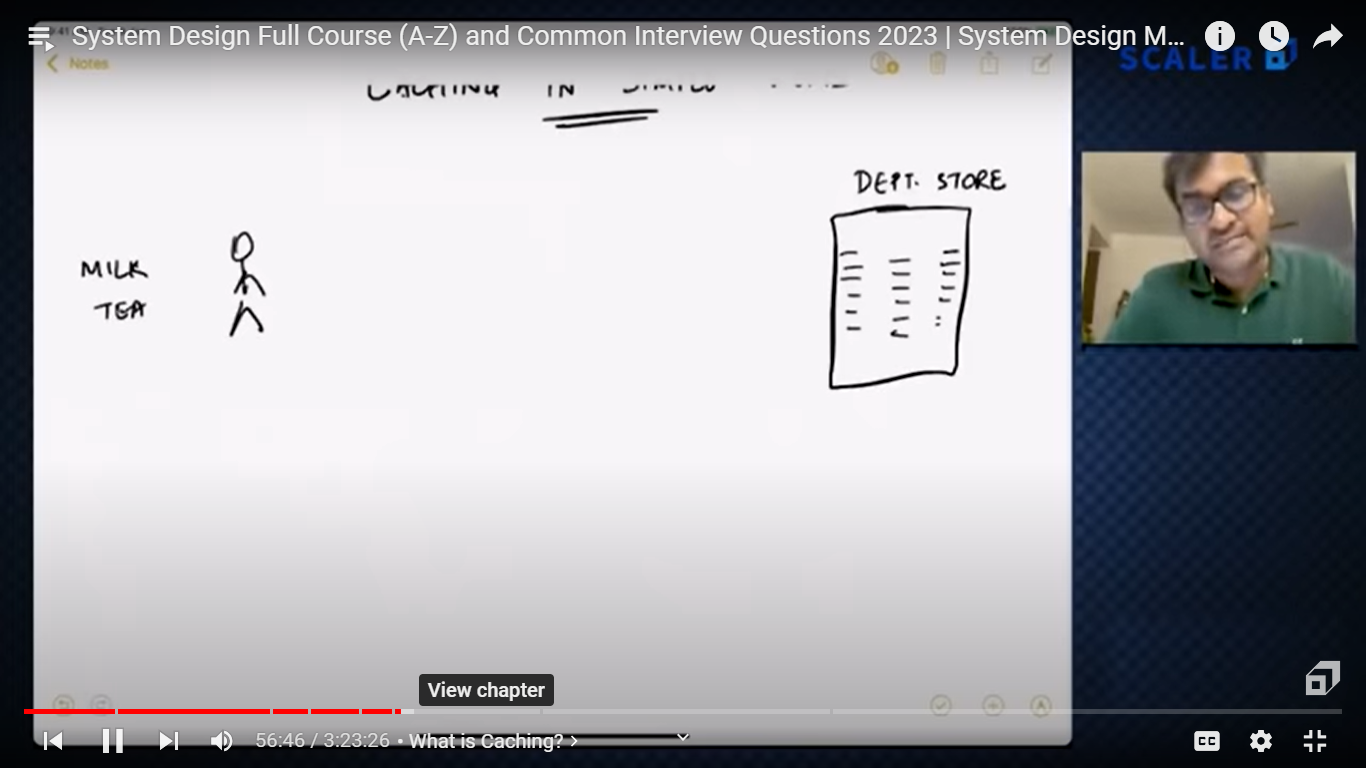 System Design Full Course (A-Z) and Common Interview Questions 2023 | System Design M...
Notes
SCALER
CACHING IN
DEPT. STORE
MILK
TEA
View chapter
56:46 / 3:23:26 • What is Caching? >
CC